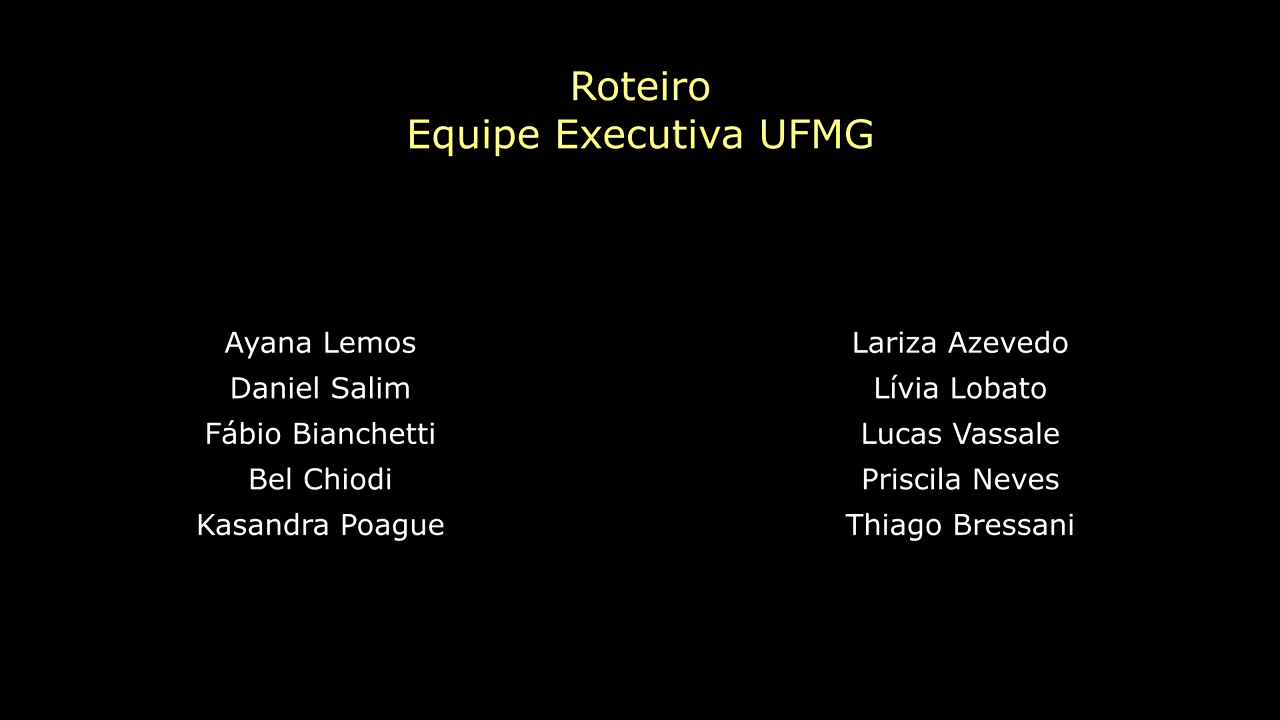 Roteiro
Equipe Executiva UFMG
Ayana Lemos
Daniel Salim
Fábio Bianchetti
Bel Chiodi
Kasandra Poague
Lariza Azevedo
Lívia Lobato
Lucas Vassale
Priscila Neves
Thiago Bressani